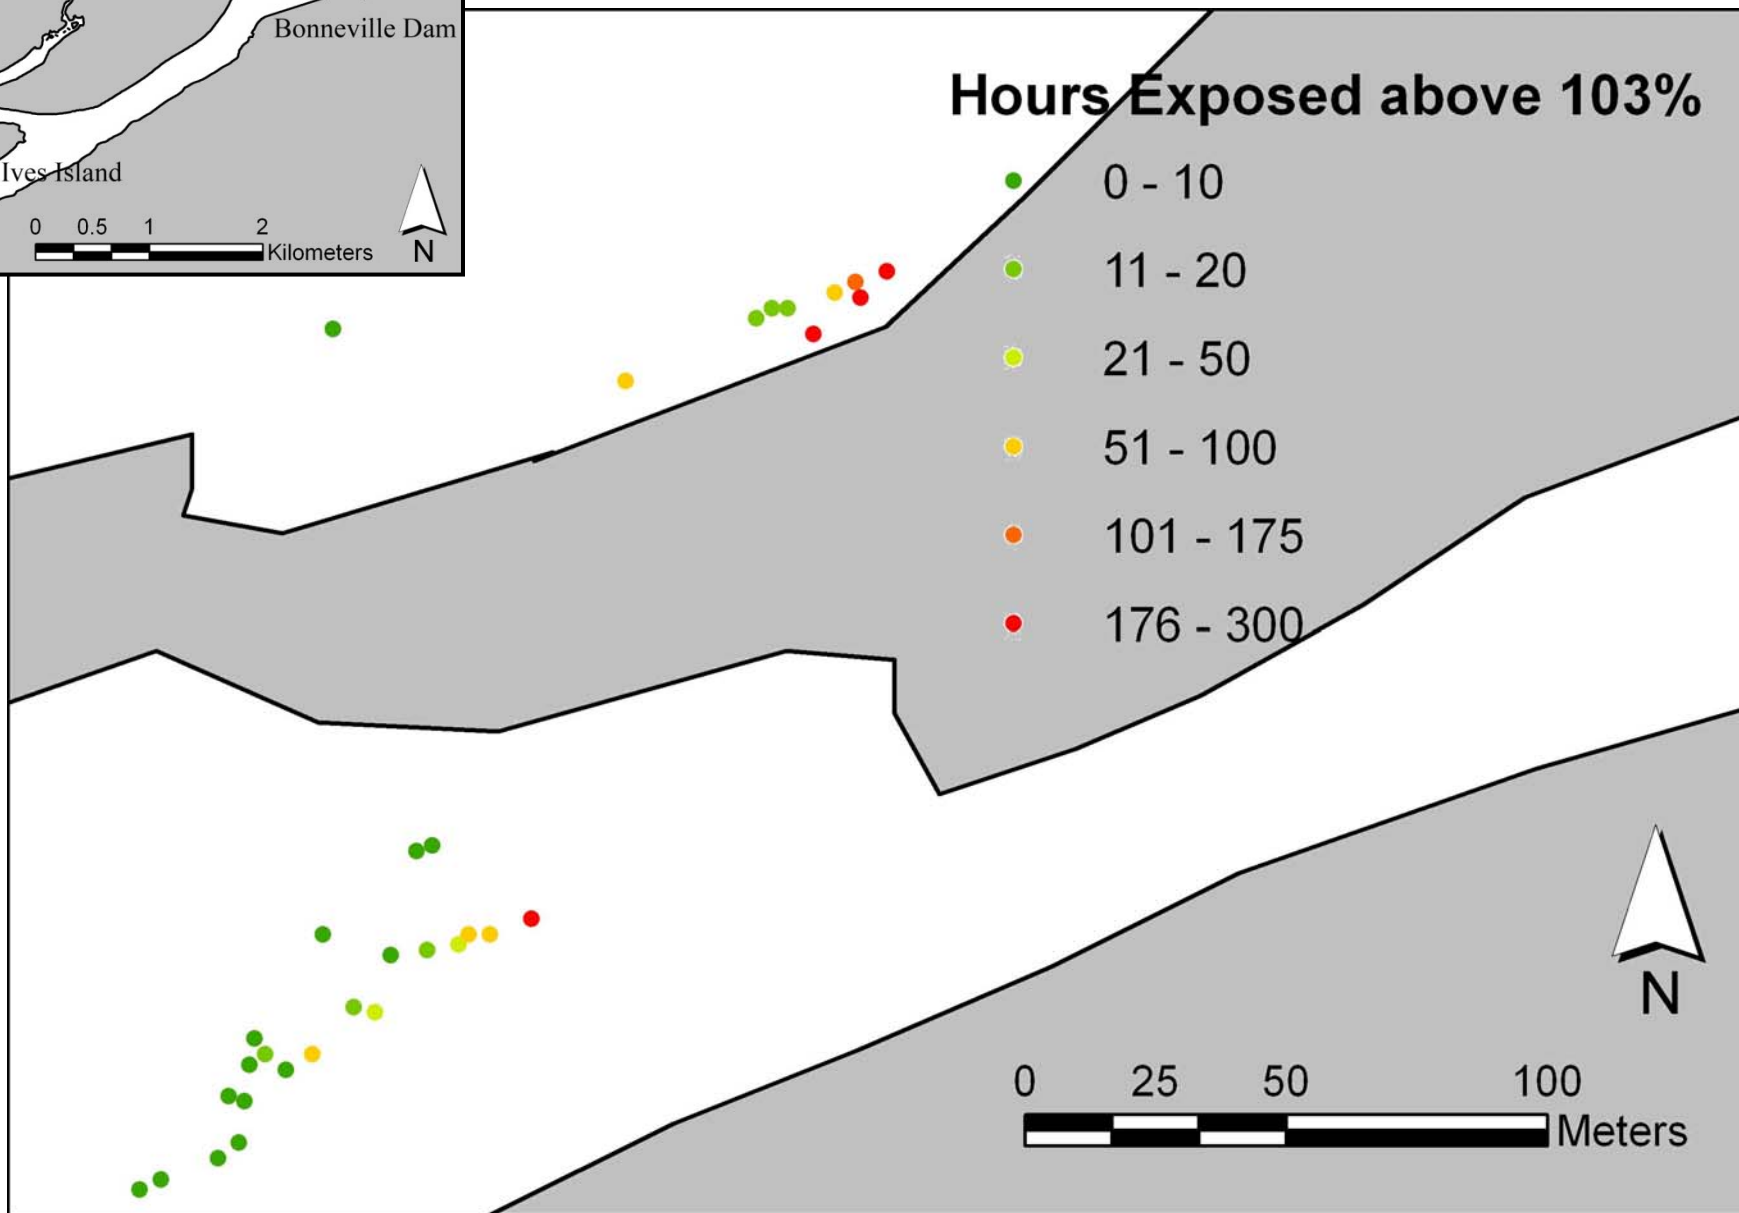 Bonneville Dam
Ives Island
0 0.5 1 2
Kilometers
N
Hours Exposed above 103%
0 - 10
11 - 20
21 - 50
51 - 100
101 - 175
176 - 300
N
0 25 50 100
Meters